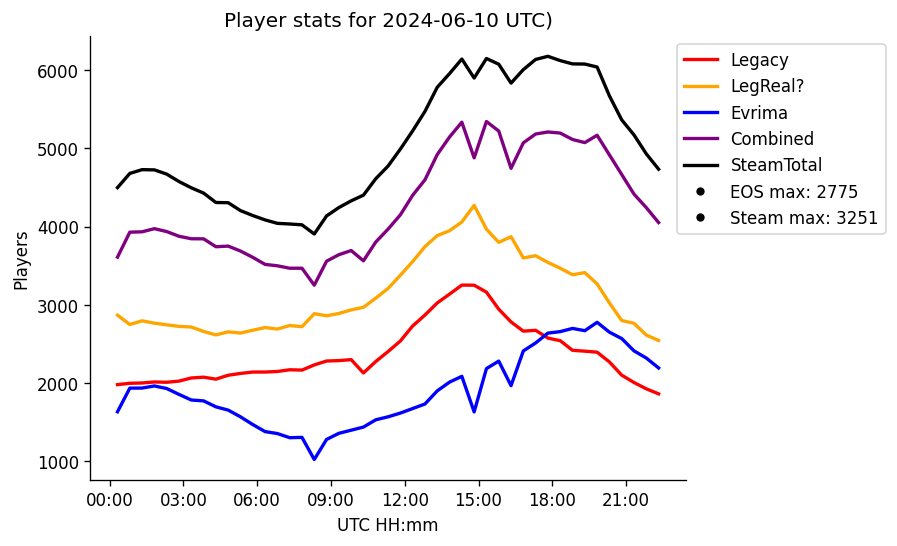 Player stats for 2024-06-10 UTC)
6000
5000
4000
3000
2000
1000
Players
00:00 03:00 06:00 09:00 12:00 15:00 18:00 21:00
UTC HH:mm
Legacy
LegReal?
Evrima
Combined
SteamTotal
EOS max: 2775
Steam max: 3251